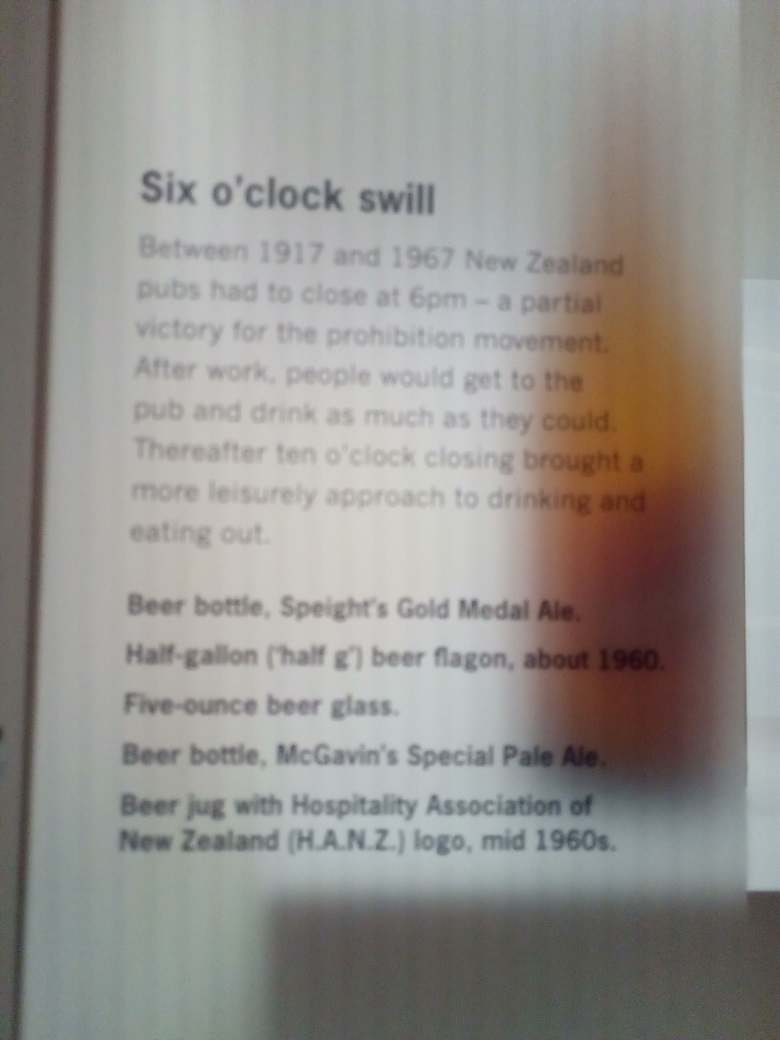 Six o'clock swill
Between 1917 and 1967 New Zealand
pubs had to close at 6pm – a partial
victory for the prohibition movement.
After work, people would get to the
pub and drink as much as they could.
Thereafter ten o'clock closing brought a
more leisurely approach to drinking and
eating out.
Beer bottle, Speight's Gold Medal Ale.
Half-gallon ('half g') beer flagon, about 1960.
Five-ounce beer glass.
Beer bottle, McGavin's Special Pale Ale.
Beer jug with Hospitality Association of
New Zealand (H.A.N.Z.) logo, mid 1960s.